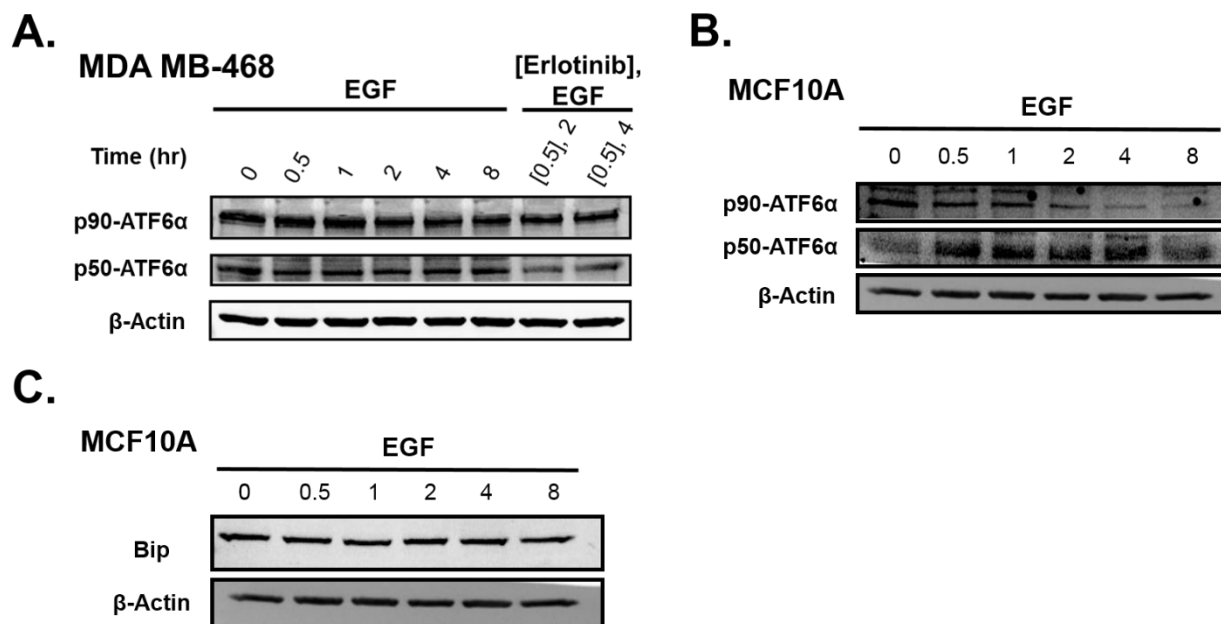 A.
MDA MB-468
EGF
[Erlotinib],
EGF
Time (hr)
0 0.5 1 2 4 8 [0.5], 2 [0.5], 4
p90-ATF6α
p50-ATF6α
β-Actin
B.
MCF10A
EGF
0 0.5 1 2 4 8
p90-ATF6α
p50-ATF6α
β-Actin
C.
MCF10A
EGF
0 0.5 1 2 4 8
Bip
β-Actin